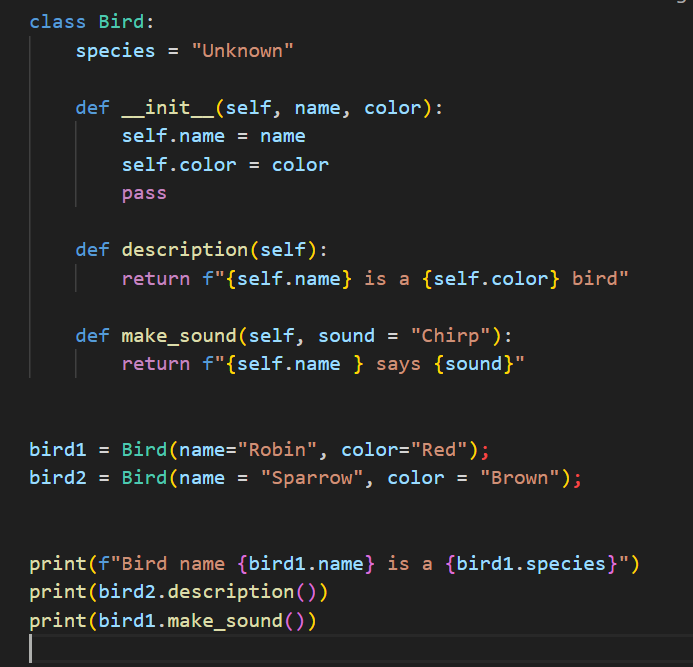 class Bird:
    species = "Unknown"

    def __init__(self, name, color):
        self.name = name
        self.color = color
        pass

    def description(self):
        return f"{self.name} is a {self.color} bird"

    def make_sound(self, sound = "Chirp"):
        return f"{self.name } says {sound}"


bird1 = Bird(name="Robin", color="Red");
bird2 = Bird(name = "Sparrow", color = "Brown");


print(f"Bird name {bird1.name} is a {bird1.species}")
print(bird2.description())
print(bird1.make_sound())